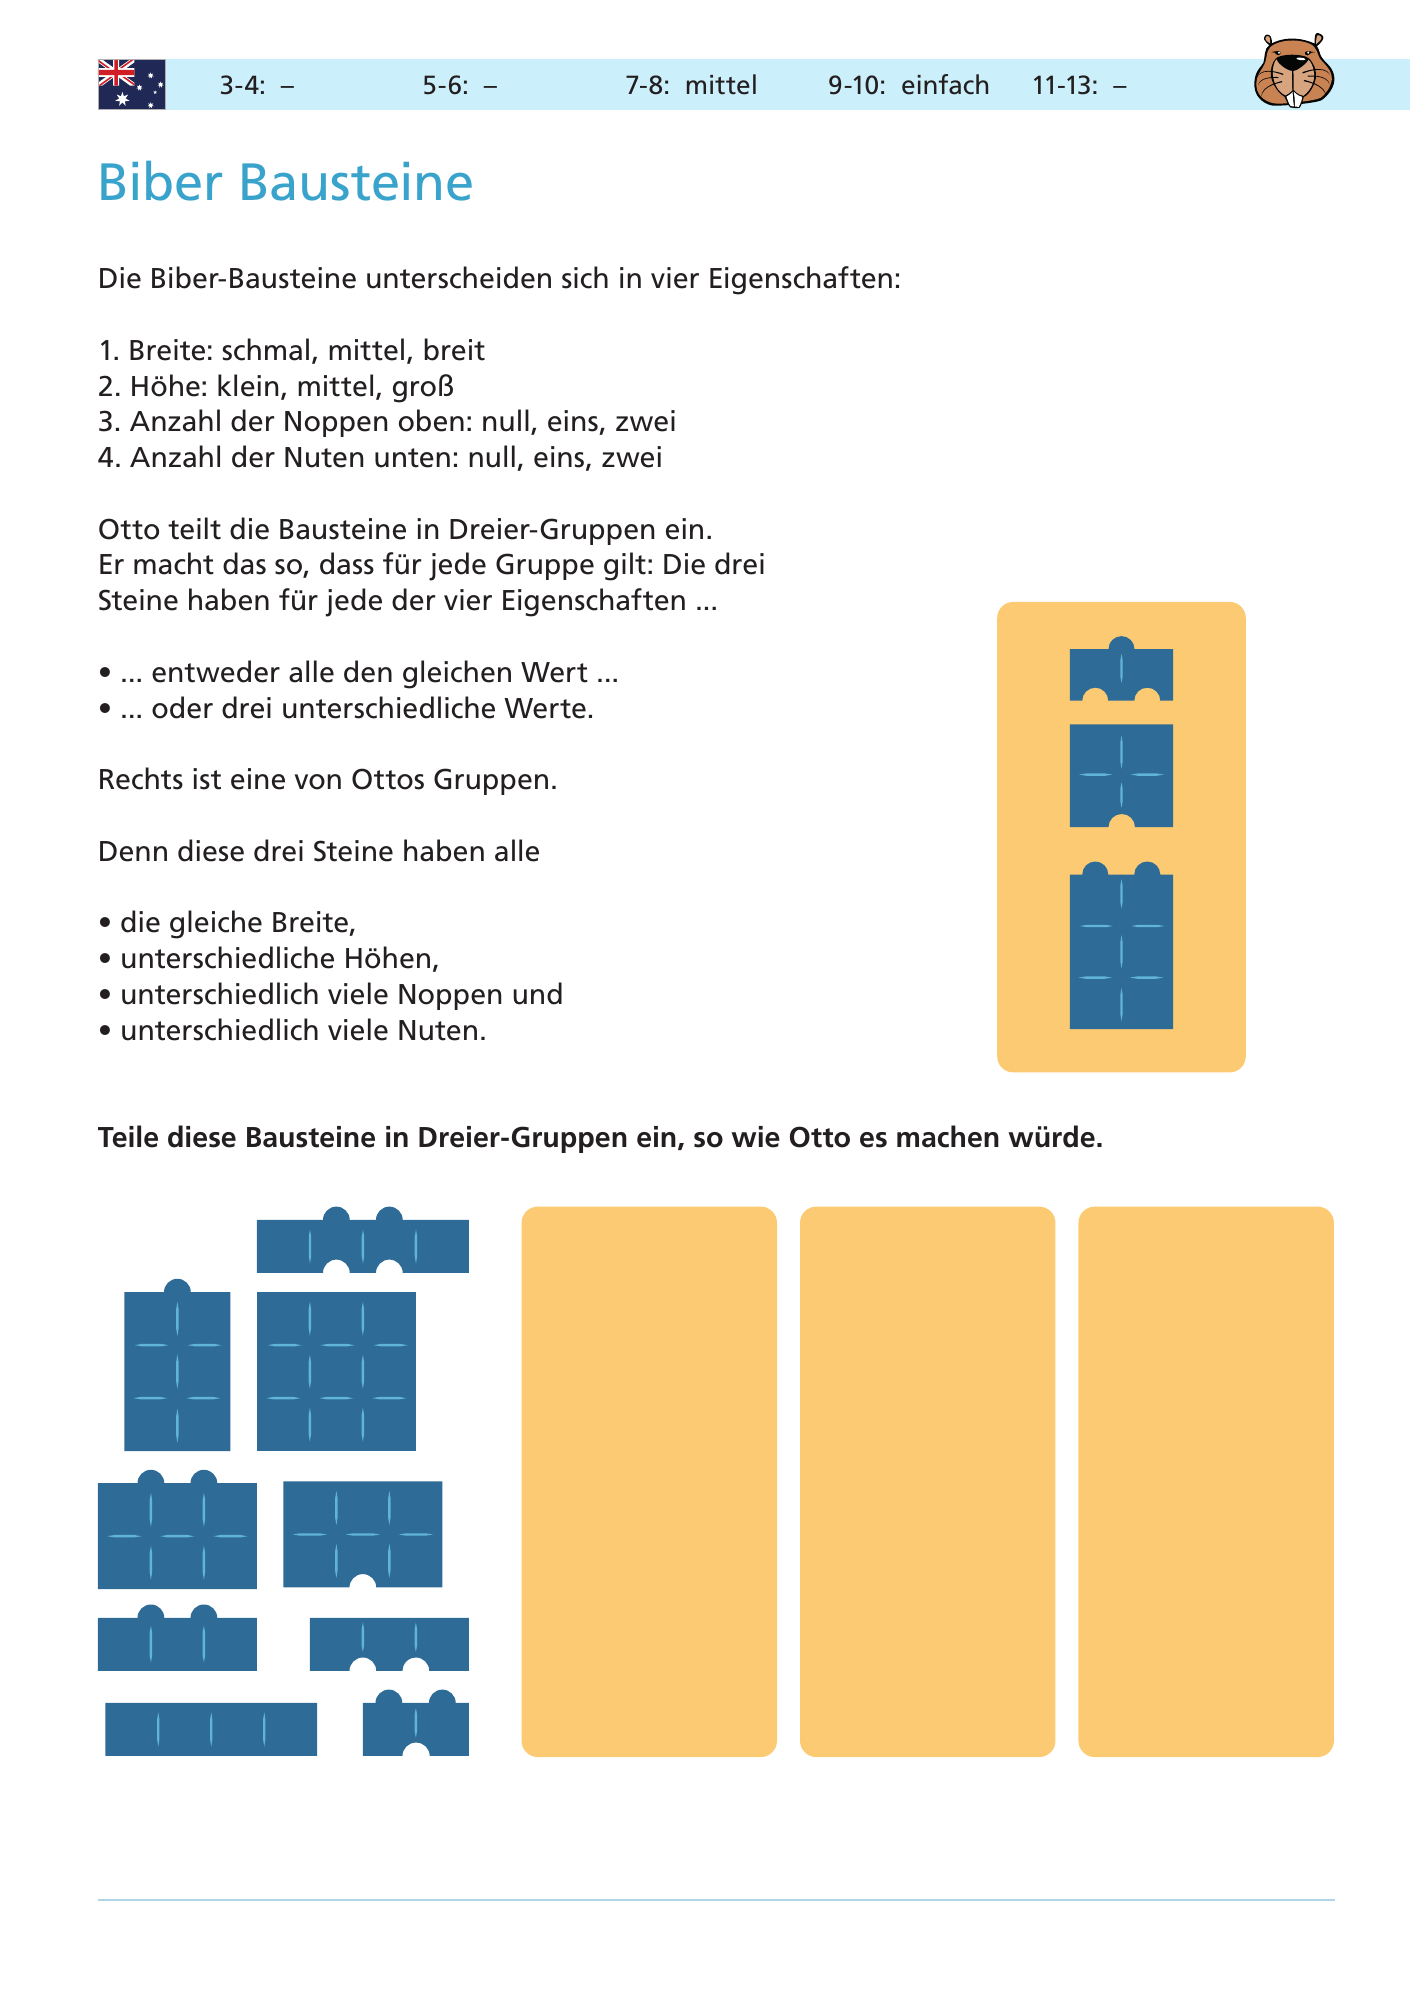 3-4: –   5-6: –   7-8: mittel   9-10: einfach   11-13: –
Biber Bausteine
Die Biber-Bausteine unterscheiden sich in vier Eigenschaften:
1. Breite: schmal, mittel, breit
2. Höhe: klein, mittel, groß
3. Anzahl der Noppen oben: null, eins, zwei
4. Anzahl der Nuten unten: null, eins, zwei
Otto teilt die Bausteine in Dreier-Gruppen ein.
Er macht das so, dass für jede Gruppe gilt: Die drei
Steine haben für jede der vier Eigenschaften ...
• ... entweder alle den gleichen Wert ...
• ... oder drei unterschiedliche Werte.
Rechts ist eine von Ottos Gruppen.
Denn diese drei Steine haben alle
• die gleiche Breite,
• unterschiedliche Höhen,
• unterschiedlich viele Noppen und
• unterschiedlich viele Nuten.
Teile diese Bausteine in Dreier-Gruppen ein, so wie Otto es machen würde.